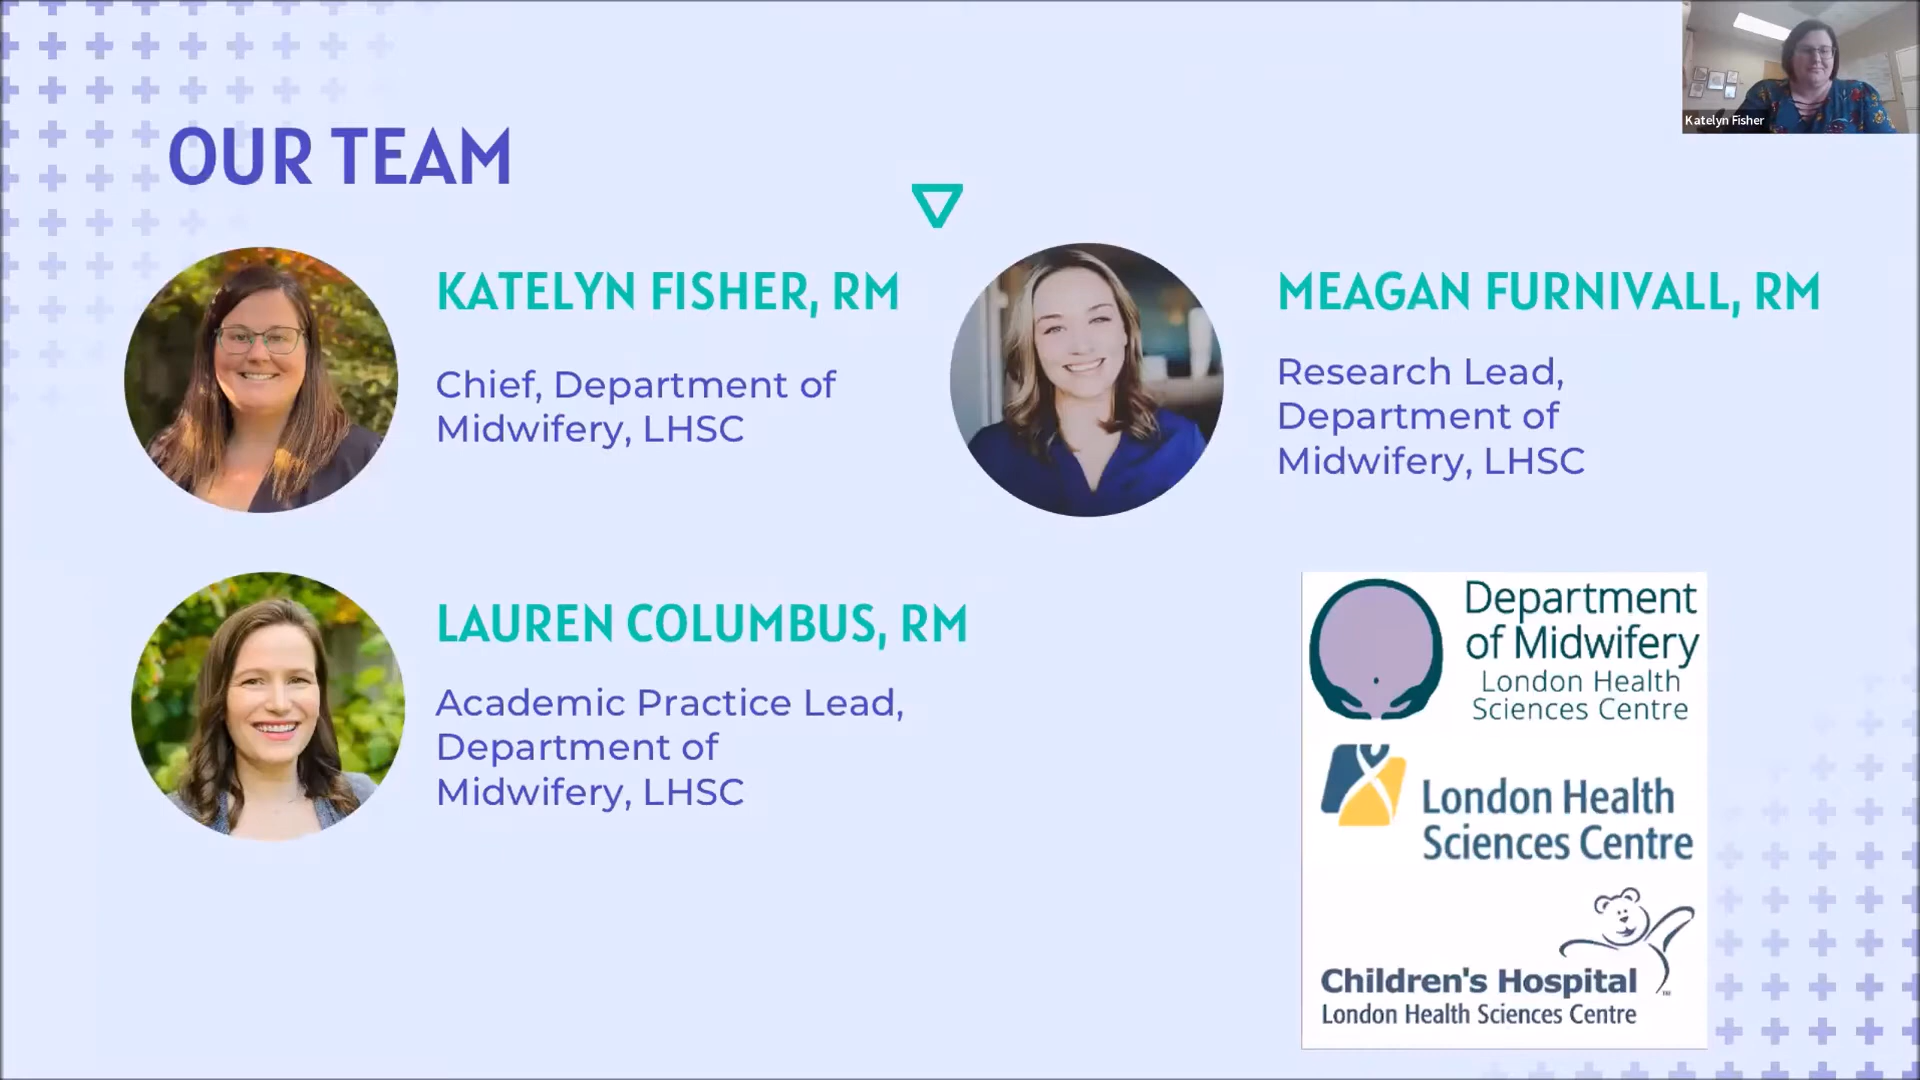 Katelyn Fisher
OUR TEAM
KATELYN FISHER, RM
Chief, Department of
Midwifery, LHSC
MEAGAN FURNIVALL, RM
Research Lead,
Department of
Midwifery, LHSC
LAUREN COLUMBUS, RM
Academic Practice Lead,
Department of
Midwifery, LHSC
Department
of Midwifery
London Health
Sciences Centre
London Health
Sciences Centre
Children's Hospital
TM
London Health Sciences Centre